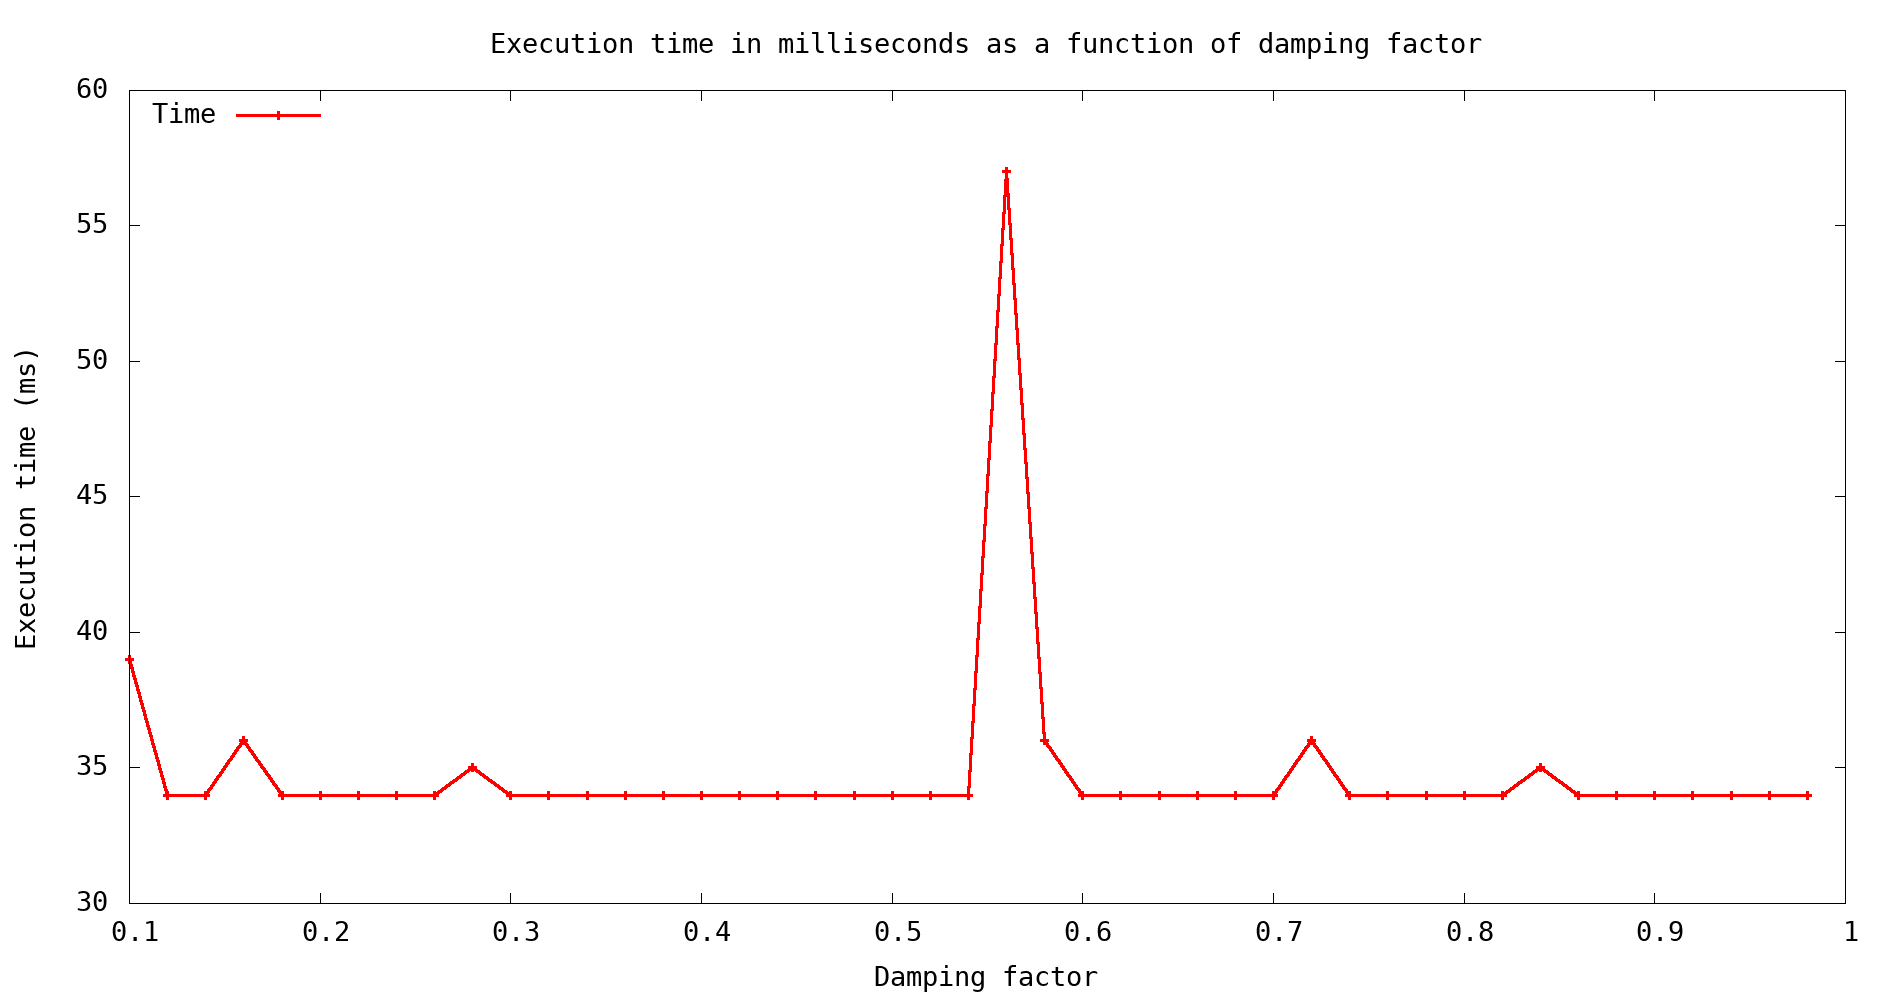 Execution time in milliseconds as a function of damping factor
Time
60
55
50
45
40
35
30
Execution time (ms)
0.1 0.2 0.3 0.4 0.5 0.6 0.7 0.8 0.9 1
Damping factor